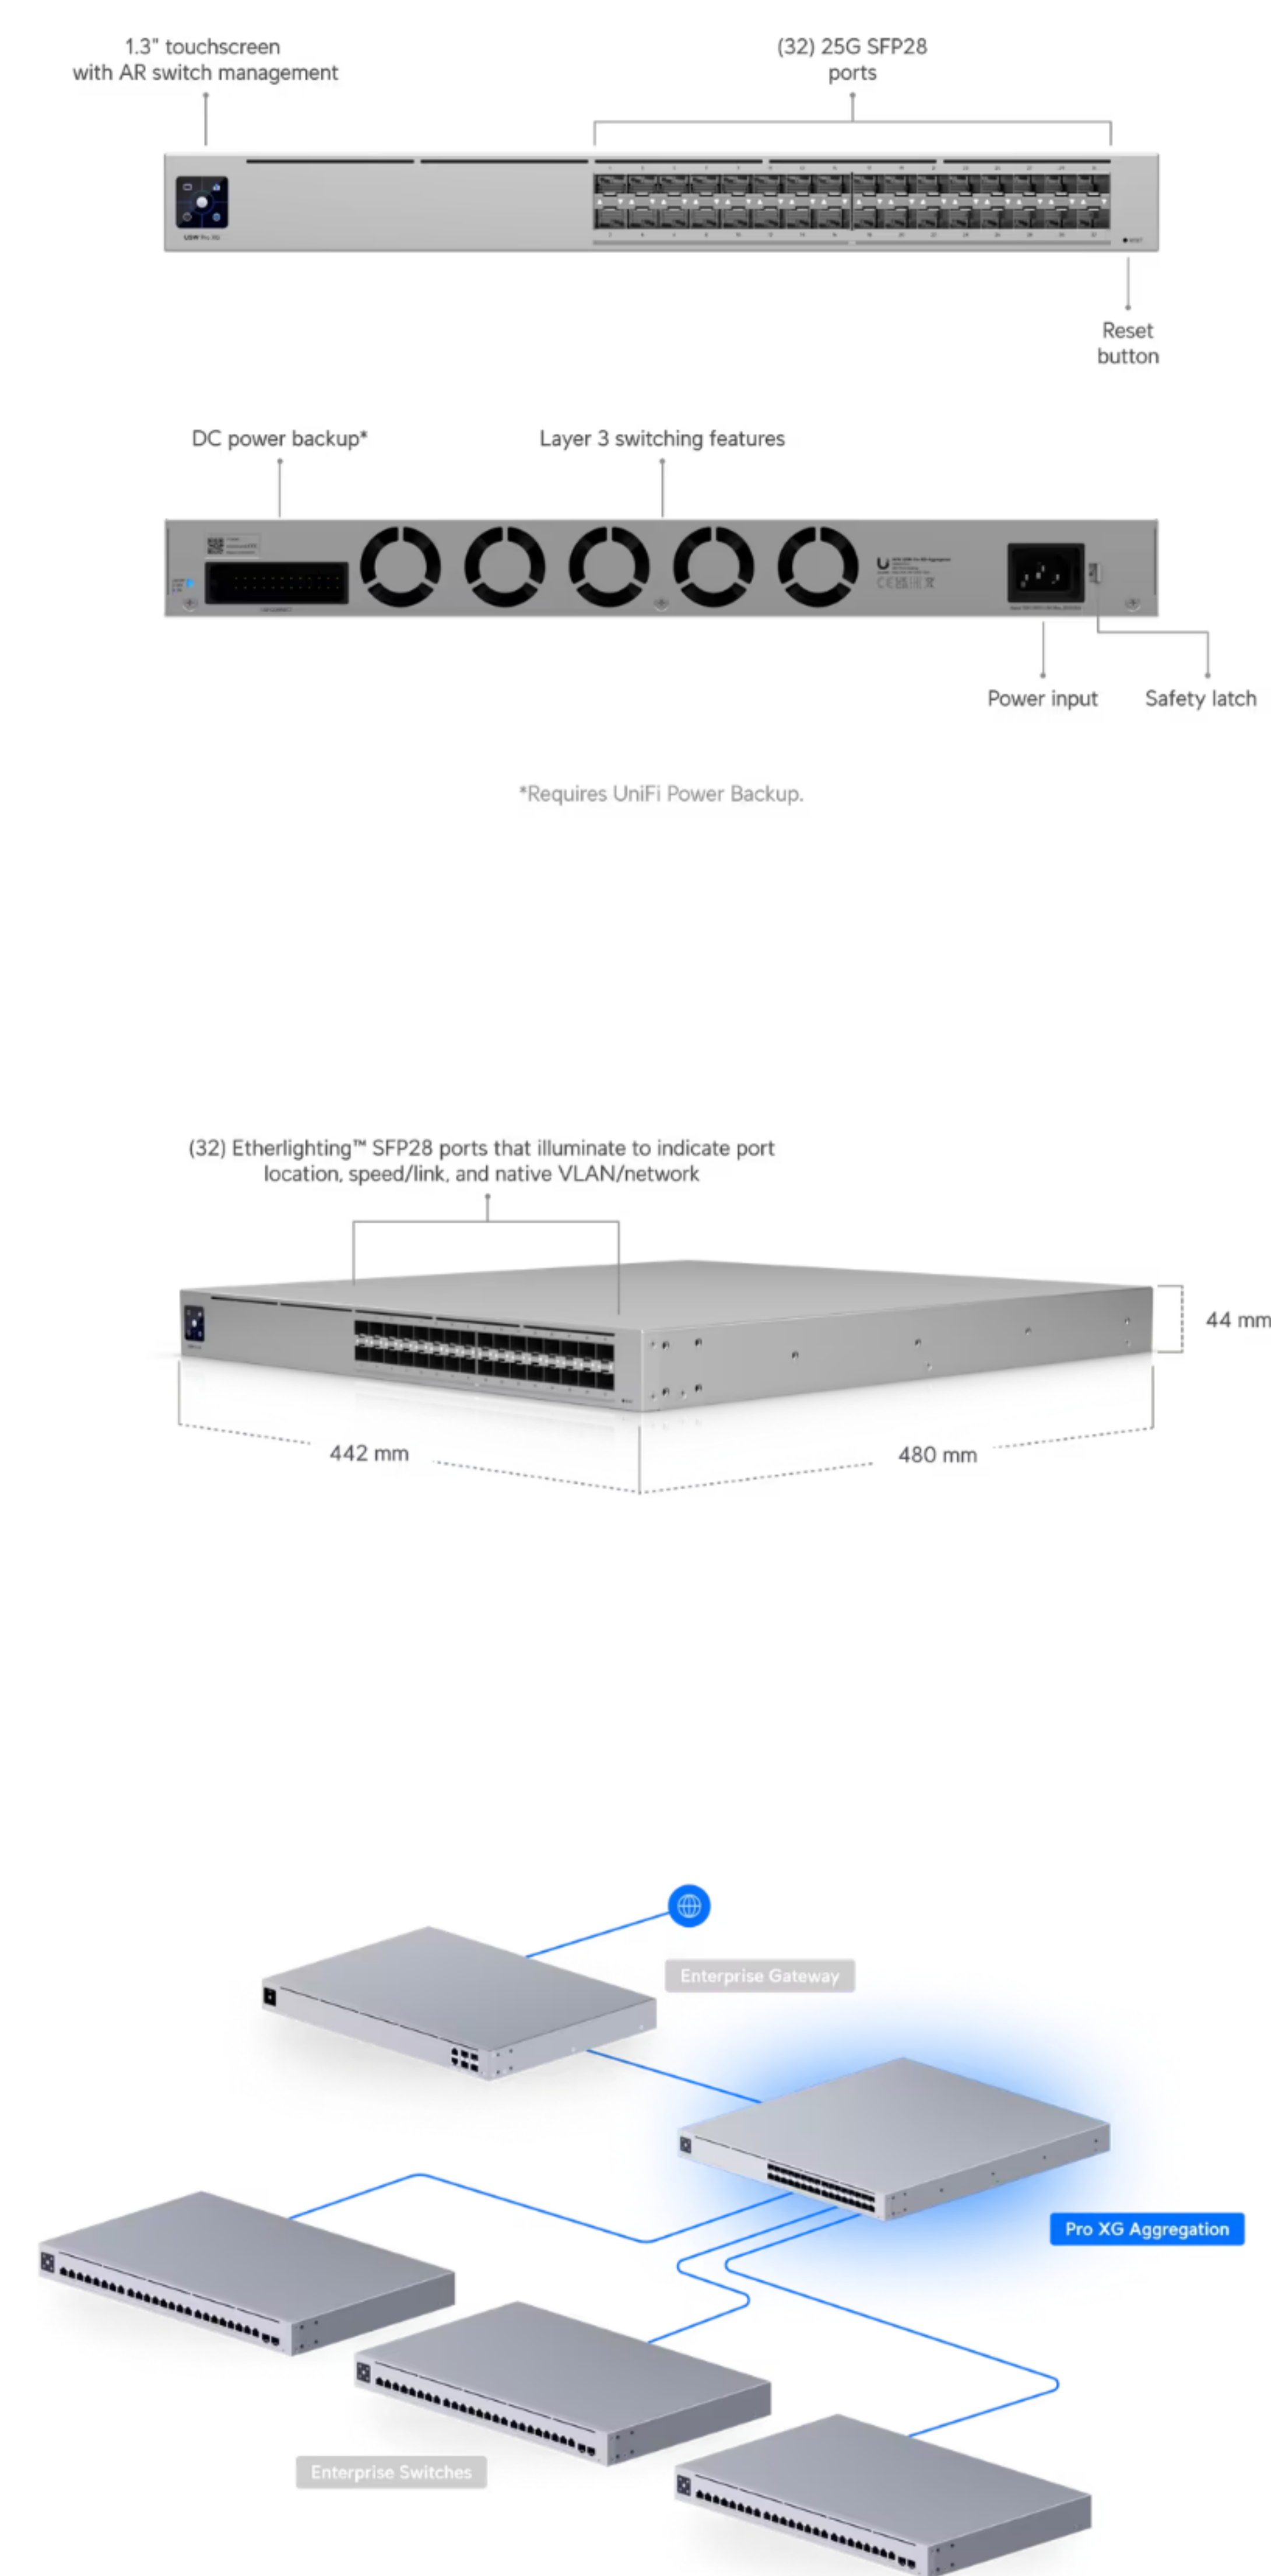 1.3" touchscreen
with AR switch management
(32) 25G SFP28
ports
Reset
button
DC power backup*
Layer 3 switching features
Power input
Safety latch
*Requires UniFi Power Backup.
(32) Etherlighting™ SFP28 ports that illuminate to indicate port
location, speed/link, and native VLAN/network
44 mm
442 mm
480 mm
Enterprise Gateway
Pro XG Aggregation
Enterprise Switches